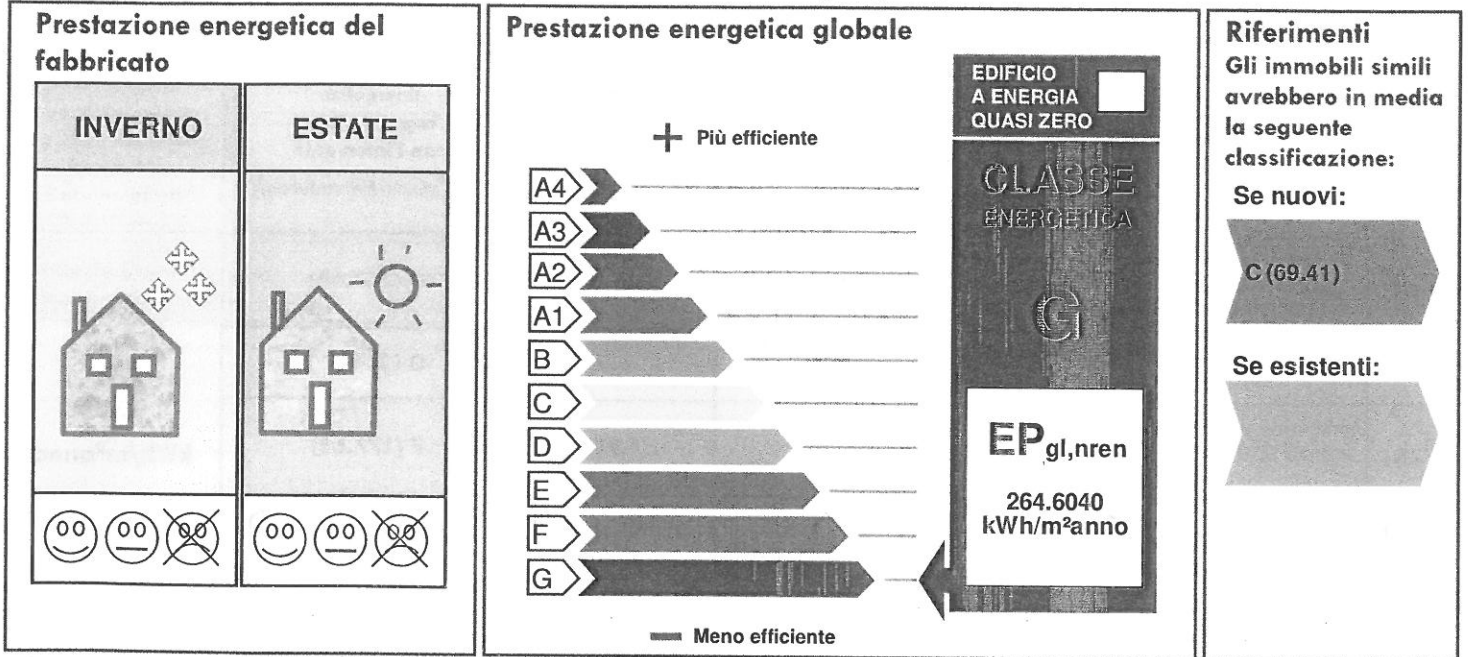 Prestazione energetica del
fabbricato
INVERNO
ESTATE
Prestazione energetica globale
+ Più efficiente
A4
A3
A2
A1
B
C
D
E
F
G
Meno efficiente
EDIFICIO
A ENERGIA
QUASI ZERO
CLASSE
ENERGETICA
G
EPgl,nren
264.6040
kWh/m²anno
Riferimenti
Gli immobili simili
avrebbero in media
la seguente
classificazione:
Se nuovi:
C (69.41)
Se esistenti: